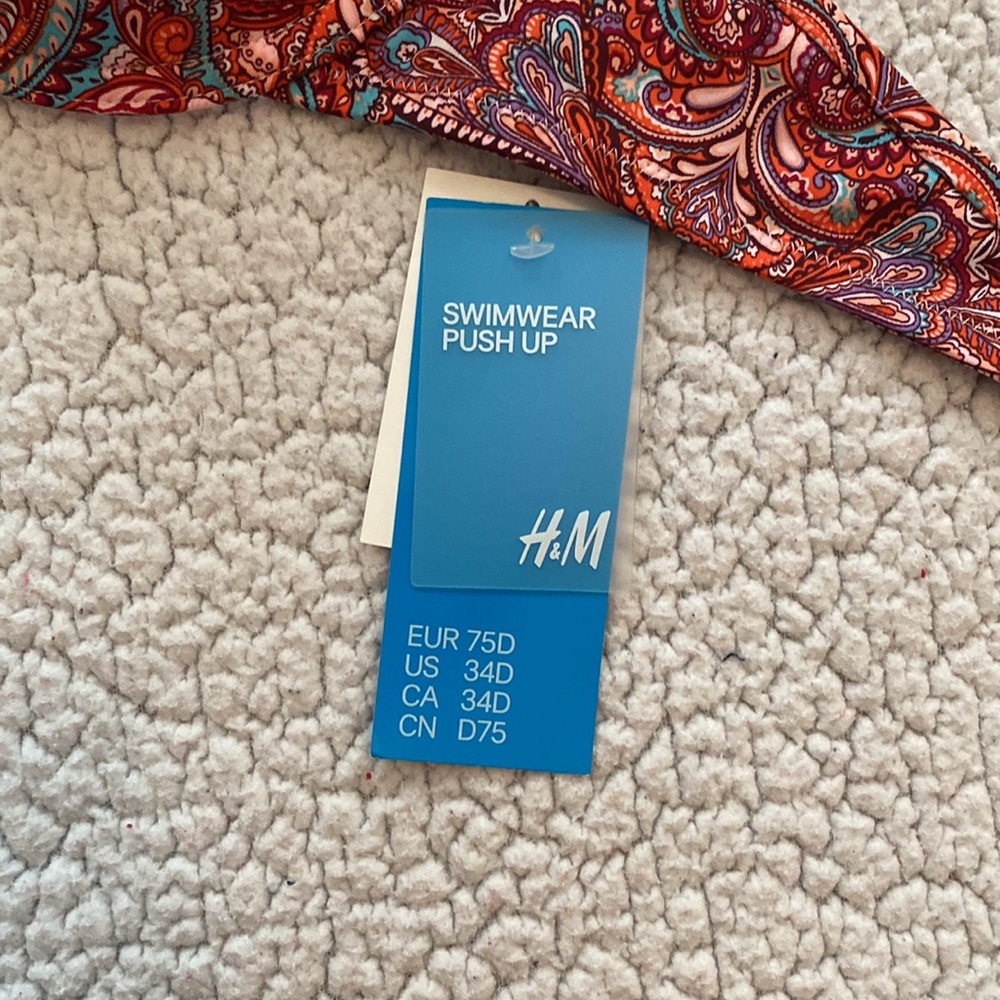 SWIMWEAR
PUSH UP
H&M
EUR 75D
US 34D
CA 34D
CN D75